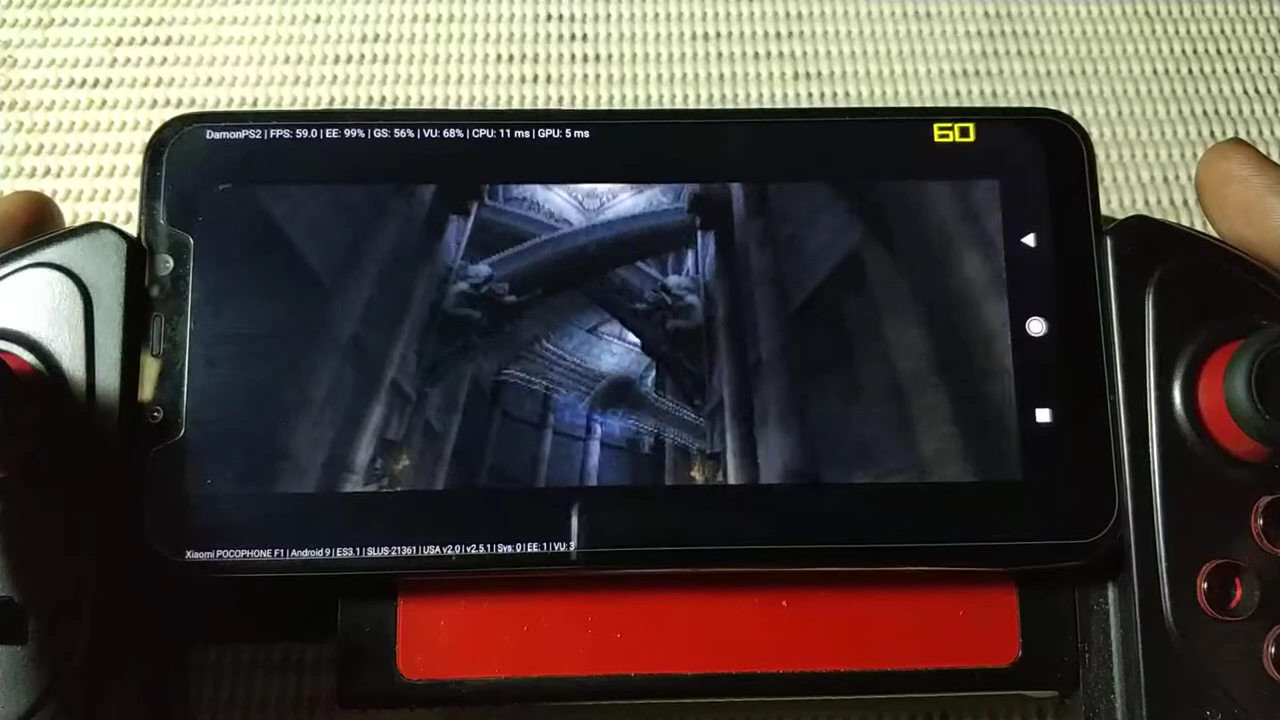 DamonPS2 | FPS: 59.0 | EE: 99% | GS: 56% | VU: 68% | CPU: 11 ms | GPU: 5 ms
60
Xiaomi POCOPHONE F1 | Android 9 | ES3.1 | SLUS-21361 | USA v2.0 | v2.5.1 | Sys: 0 | EE: 1 | VU: 3